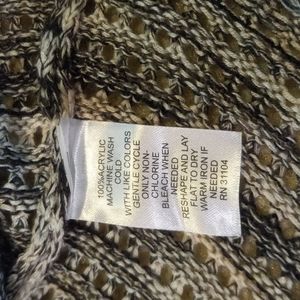 100%ACRYLIC
MACHINE WASH
COLD
WITH LIKE COLORS
GENTLE CYCLE
ONLY NON-
CHLORINE
BLEACH WHEN
NEEDED
RESHAPE AND LAY
FLAT TO DRY
WARM IRON IF
NEEDED
RN 31104